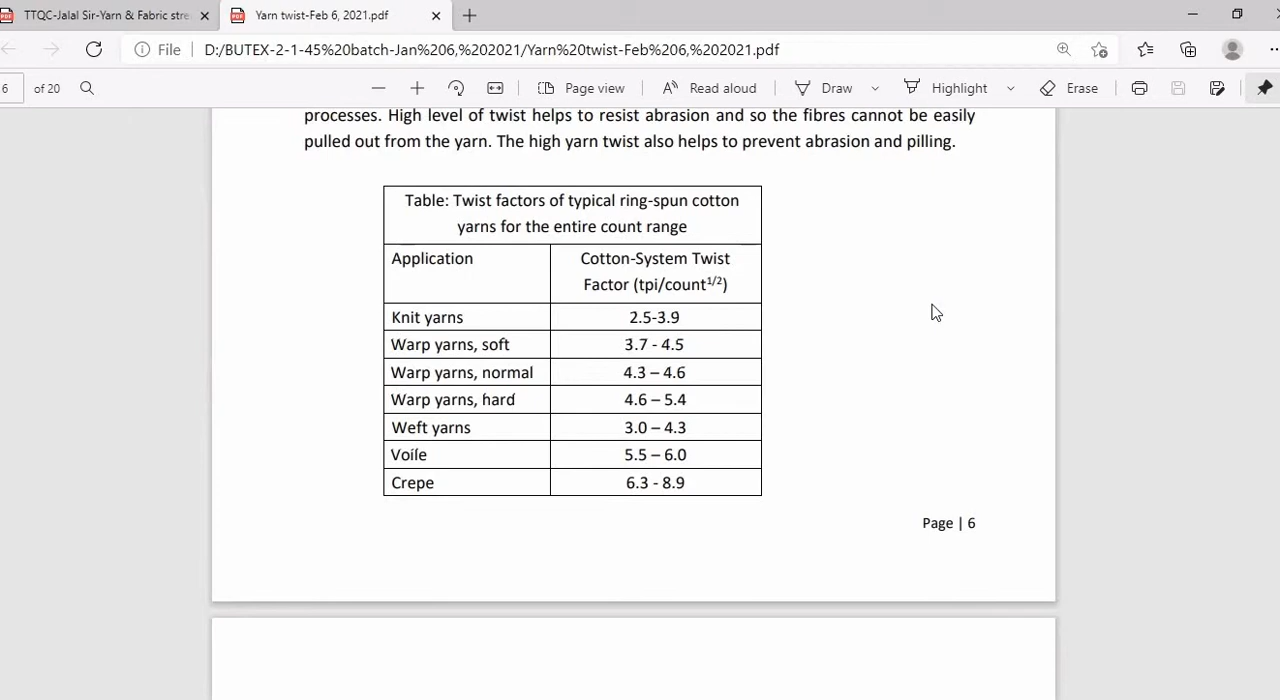 TTQC-Jalal Sir-Yarn & Fabric stre
Yarn twist-Feb 6, 2021.pdf
File
D:/BUTEX-2-1-45%20batch-Jan%206,%202021/Yarn%20twist-Feb%206,%202021.pdf
6 of 20
Page view
Read aloud
Draw
Highlight
Erase
processes. High level of twist helps to resist abrasion and so the fibres cannot be easily
pulled out from the yarn. The high yarn twist also helps to prevent abrasion and pilling.
Table: Twist factors of typical ring-spun cotton
yarns for the entire count range
Application
Cotton-System Twist
Factor (tpi/count^1/2)
Knit yarns 2.5-3.9
Warp yarns, soft 3.7 - 4.5
Warp yarns, normal 4.3 – 4.6
Warp yarns, hard 4.6 – 5.4
Weft yarns 3.0 – 4.3
Voile 5.5 – 6.0
Crepe 6.3 - 8.9
Page | 6